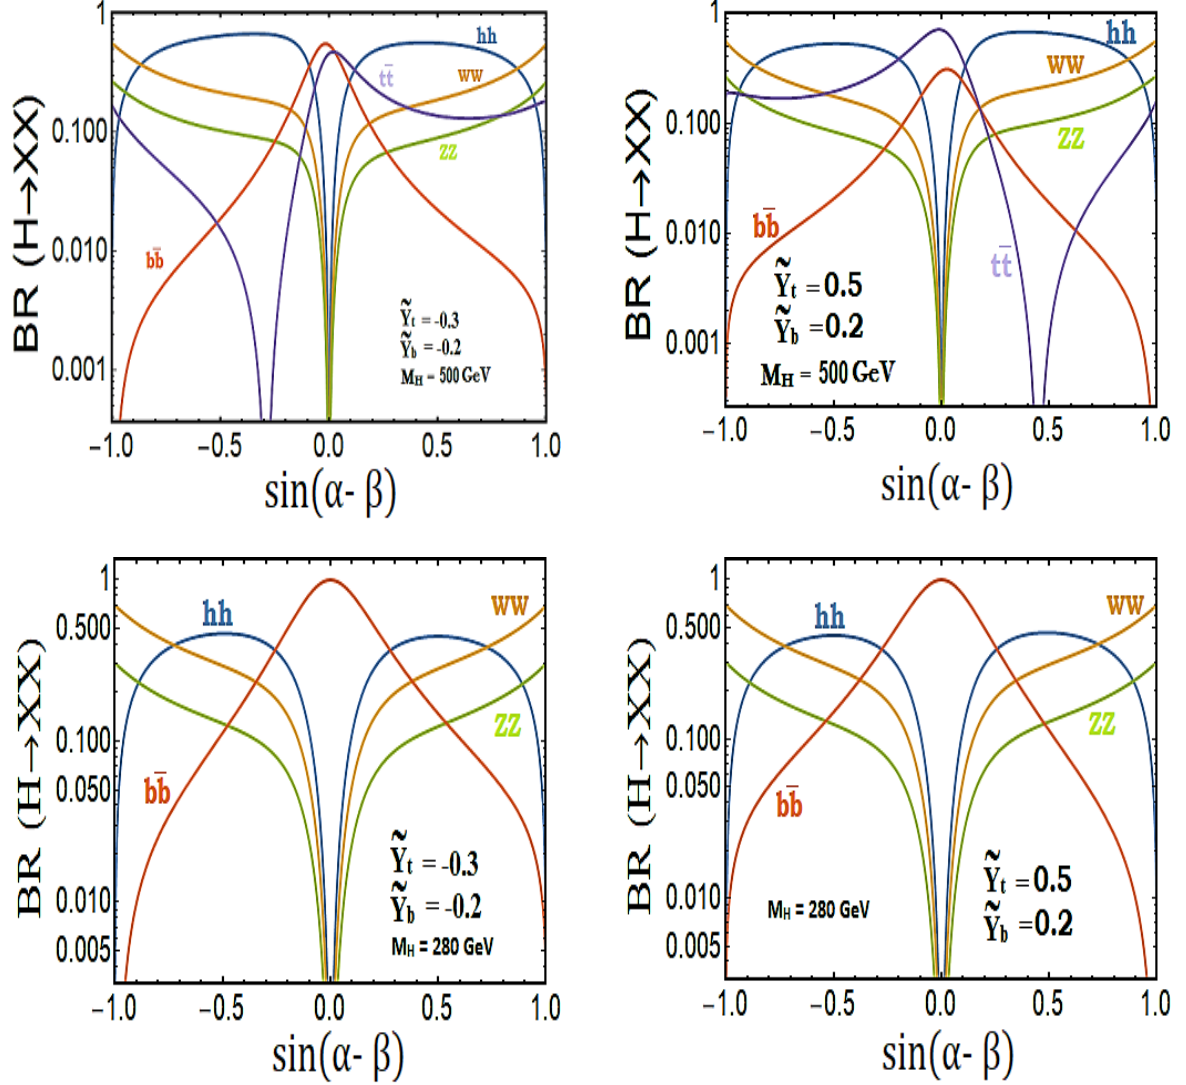 1
0.100
0.010
0.001
BR (H→XX)
hh
ww
tt̄
zz
bb̄
Ỹt = -0.3
Ỹb = -0.2
MH = 500 GeV
−1.0 −0.5 0.0 0.5 1.0
sin(α- β)
1
0.100
0.010
0.001
BR (H→XX)
hh
ww
zz
bb̄
tt̄
Ỹt = 0.5
Ỹb = 0.2
MH = 500 GeV
−1.0 −0.5 0.0 0.5 1.0
sin(α- β)
1
0.500
0.100
0.050
0.010
0.005
BR (H→XX)
hh
ww
zz
bb̄
Ỹt = -0.3
Ỹb = -0.2
MH = 280 GeV
−1.0 −0.5 0.0 0.5 1.0
sin(α- β)
1
0.500
0.100
0.050
0.010
0.005
BR (H→XX)
hh
ww
zz
bb̄
MH = 280 GeV
Ỹt = 0.5
Ỹb = 0.2
−1.0 −0.5 0.0 0.5 1.0
sin(α- β)